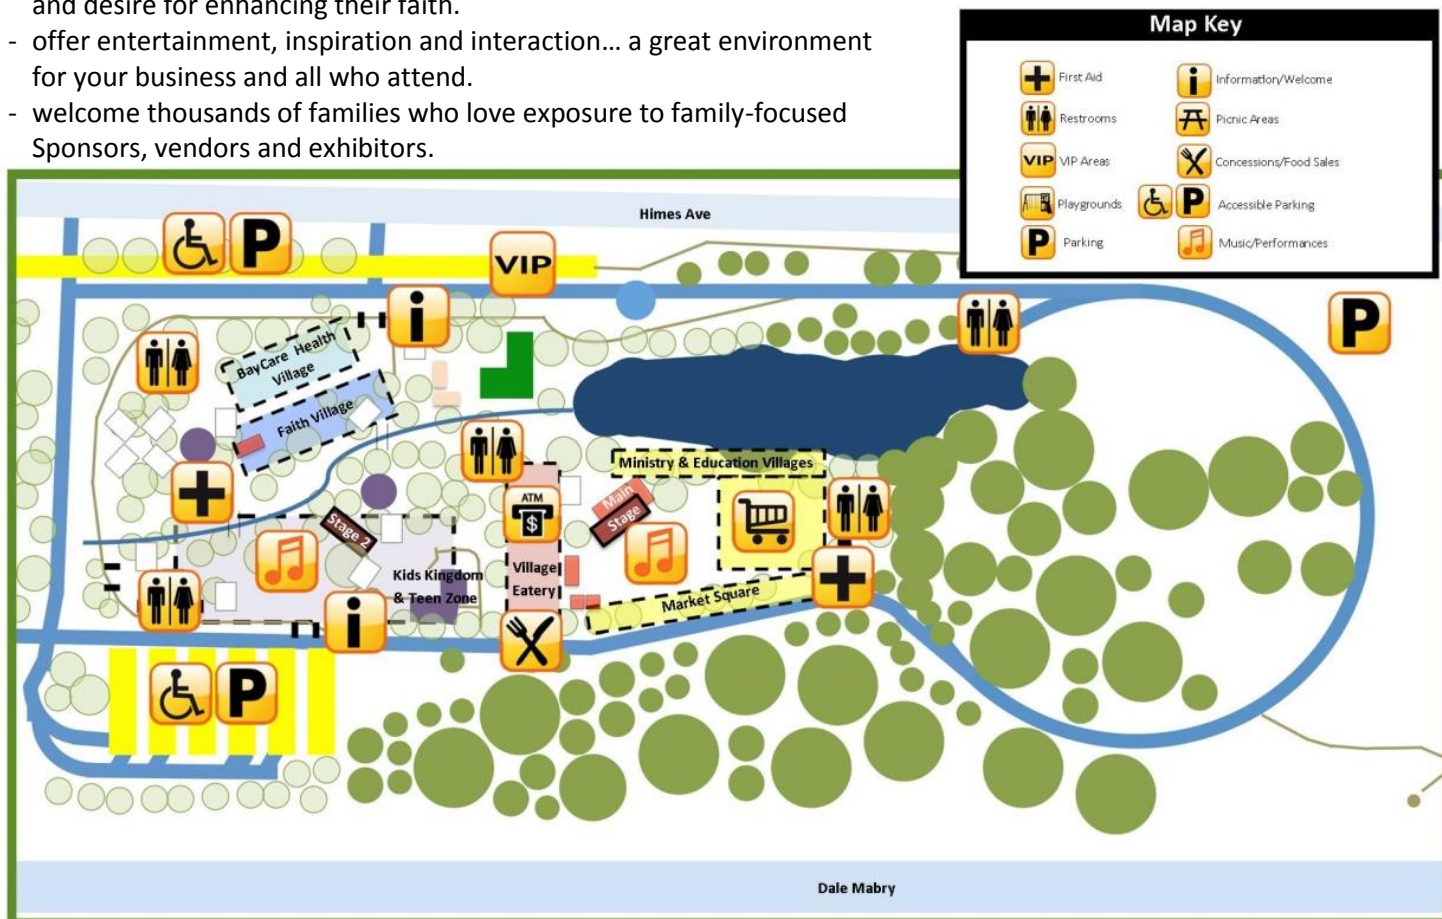 and desire for enhancing their faith.
- offer entertainment, inspiration and interaction… a great environment
for your business and all who attend.
- welcome thousands of families who love exposure to family-focused
Sponsors, vendors and exhibitors.
Map Key
First Aid
Information/Welcome
Restrooms
Picnic Areas
VIP
VIP Areas
Concessions/Food Sales
Playgrounds
P
Accessible Parking
P
Parking
Music/Performances
Himes Ave
P
VIP
i
P
BayCare Health
Village
Faith Village
Ministry & Education Villages
ATM
$
Main
Stage
Stage 2
Kids Kingdom
& Teen Zone
Village
Eatery
Market Square
i
P
Dale Mabry